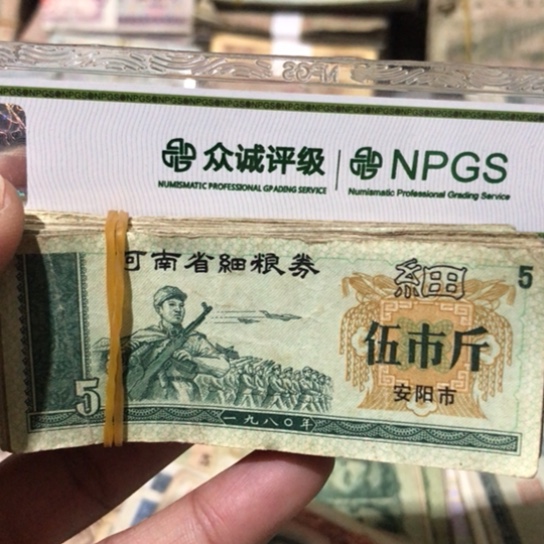 众诚评级 NPGS
NUMISMATIC PROFESSIONAL GRADING SERVICE Numismatic Professional Grading Service
河南省細粮券
細 5
伍市斤
安阳市
5
一九八〇年